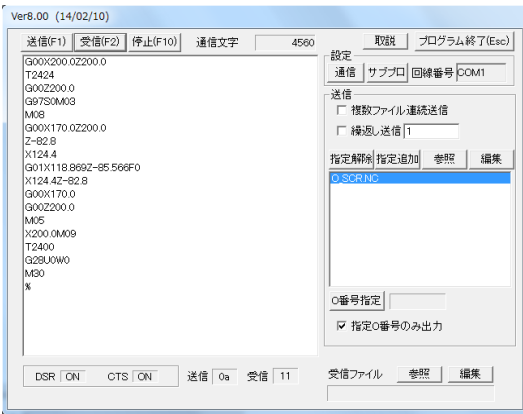 Ver8.00 (14/02/10)
送信(F1) 受信(F2) 停止(F10) 通信文字 4560 取説 プログラム終了(Esc)
G00X200.0Z200.0
T2424
G00Z200.0
G97S0M03
M08
G00X170.0Z200.0
Z-82.8
X124.4
G01X118.869Z-85.566F0
X124.4Z-82.8
G00X170.0
G00Z200.0
M05
X200.0M09
T2400
G28U0W0
M30
%
設定
通信 サブプロ 回線番号 COM1
送信
複数ファイル連続送信
繰返し送信 1
指定解除 指定追加 参照 編集
O_SCR.NC
O番号指定
指定O番号のみ出力
DSR ON CTS ON 送信 0a 受信 11
受信ファイル 参照 編集